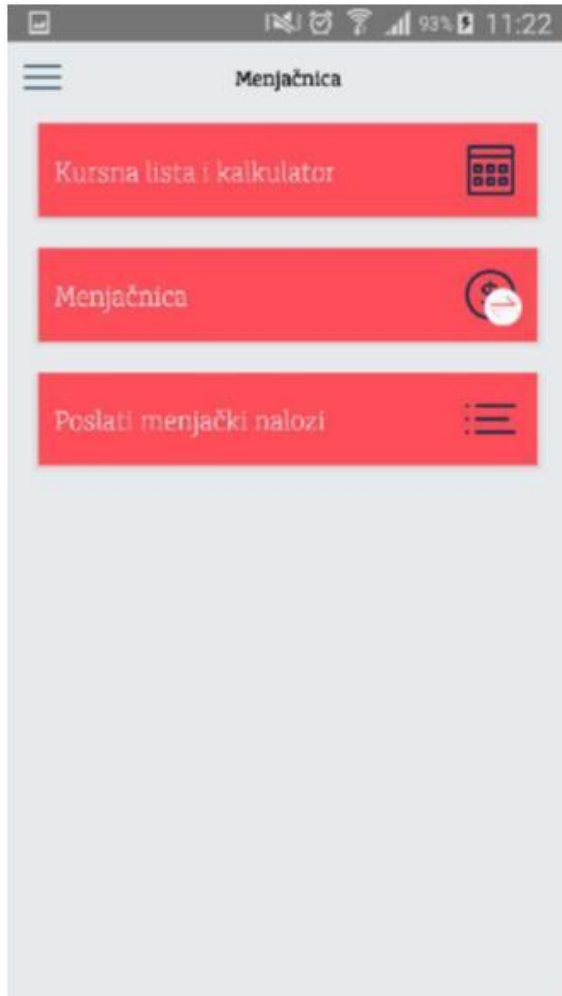 93% 11:22
Menjačnica
Kursna lista i kalkulator
Menjačnica
Poslati menjački nalozi